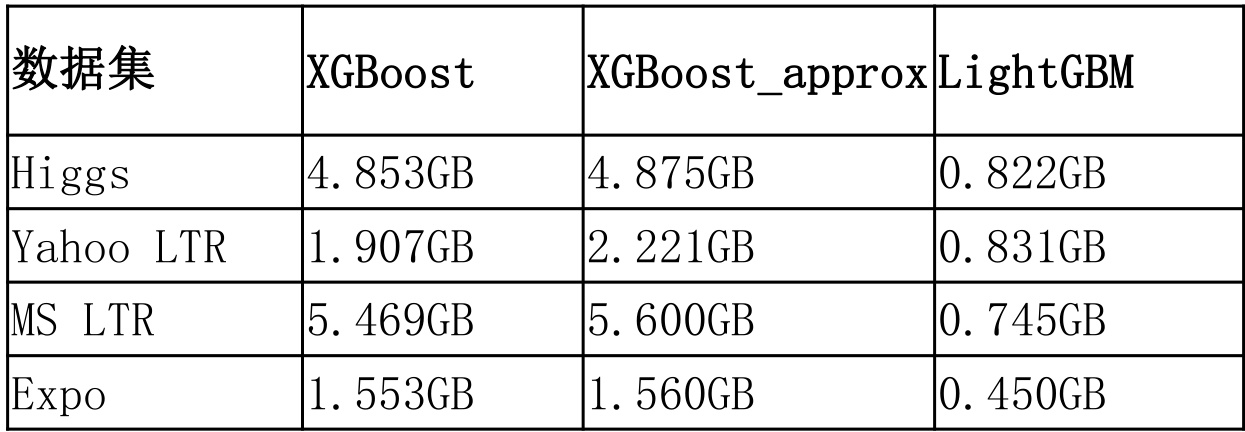 数据集 XGBoost XGBoost_approx LightGBM
Higgs 4.853GB 4.875GB 0.822GB
Yahoo LTR 1.907GB 2.221GB 0.831GB
MS LTR 5.469GB 5.600GB 0.745GB
Expo 1.553GB 1.560GB 0.450GB